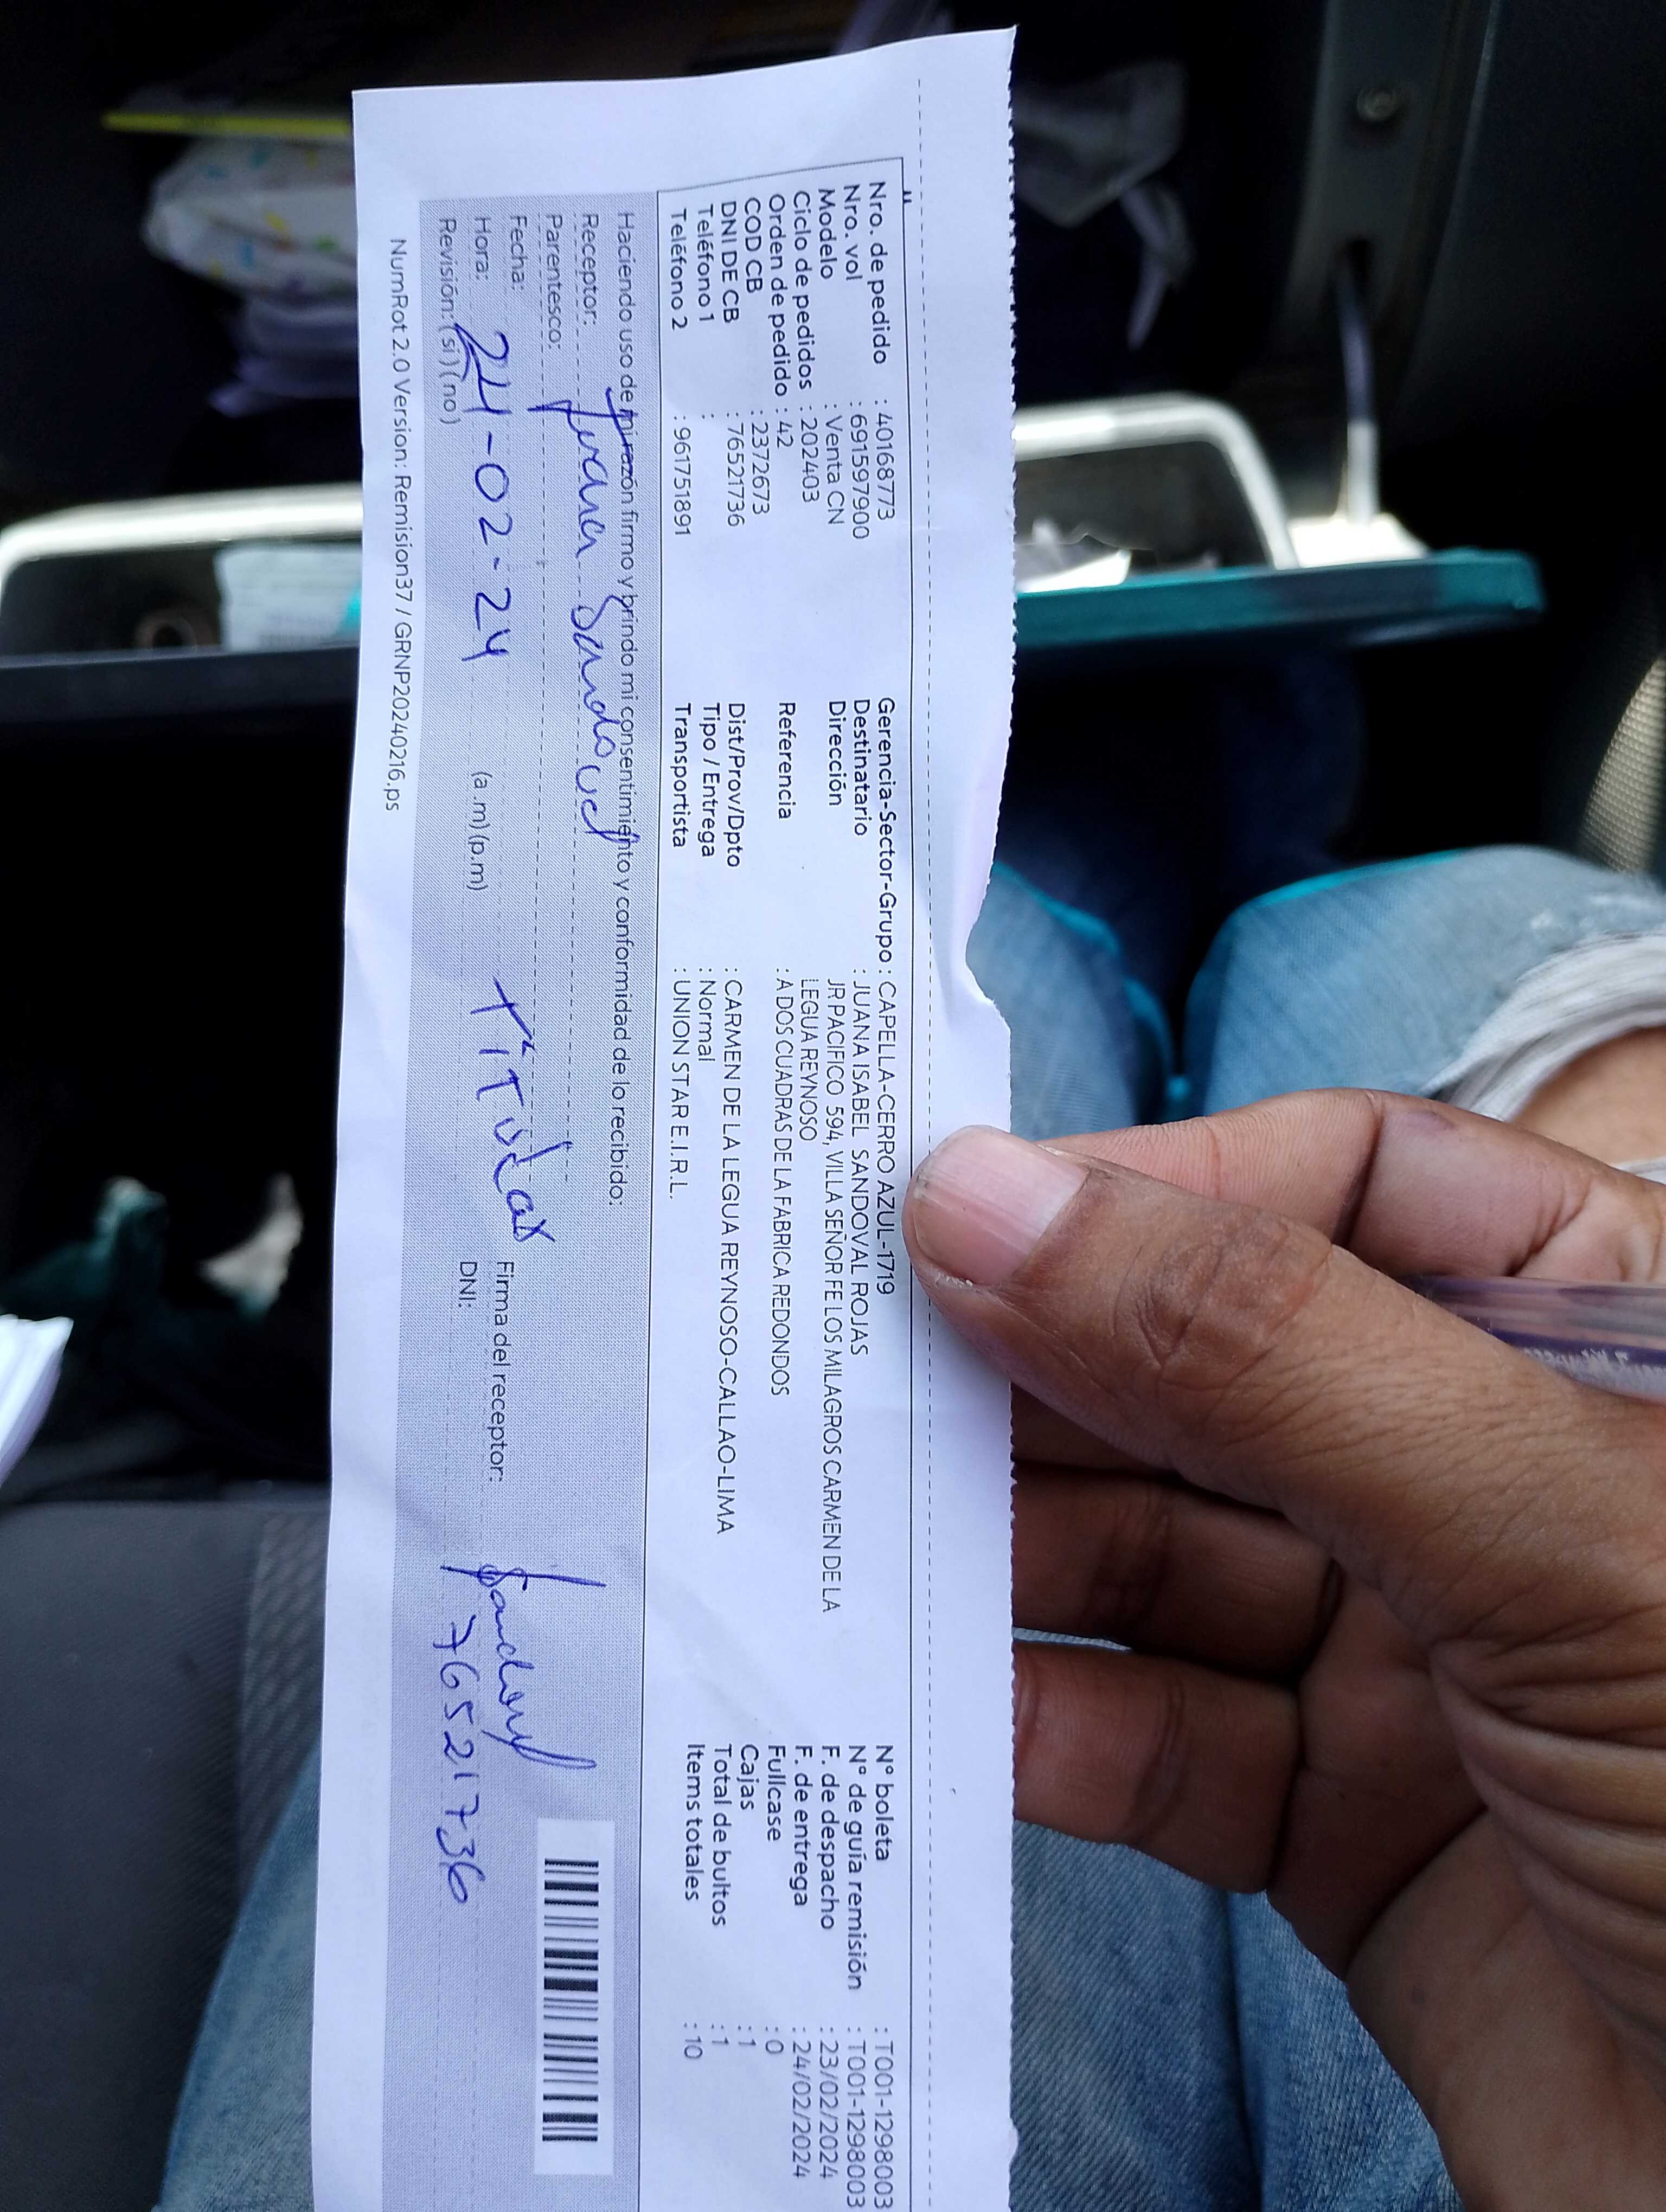 Nro. de pedido : 40168773
Nro. vol : 691597900
Modelo : Venta CN
Ciclo de pedidos : 202403
Orden de pedido : 42
COD CB : 2372673
DNI DE CB : 76521736
Teléfono 1 :
Teléfono 2 : 961751891
Gerencia-Sector-Grupo : CAPELLA-CERRO AZUL-1719
Destinatario : JUANA ISABEL SANDOVAL ROJAS
Dirección JR PACIFICO 594, VILLA SEÑOR FE LOS MILAGROS CARMEN DE LA
LEGUA REYNOSO
Referencia : A DOS CUADRAS DE LA FABRICA REDONDOS
Dist/Prov/Dpto : CARMEN DE LA LEGUA REYNOSO-CALLAO-LIMA
Tipo / Entrega : Normal
Transportista : UNION STAR E.I.R.L.
N° boleta : T001-1298003
N° de guía remisión : T001-1298003
F. de despacho : 23/02/2024
F. de entrega : 24/02/2024
Fullcase : 0
Cajas : 1
Total de bultos : 1
Items totales : 10
Haciendo uso de mi razón firmo y brindo mi consentimiento y conformidad de lo recibido:
Receptor: Juana Sandoval
Parentesco: Titular
Fecha: 24-02-24
Hora: (a .m) (p.m)
Revisión: (si) (no)
Firma del receptor: Sandoval
DNI: 76521736
NumRot 2.0 Version: Remision37 / GRNP20240216.ps